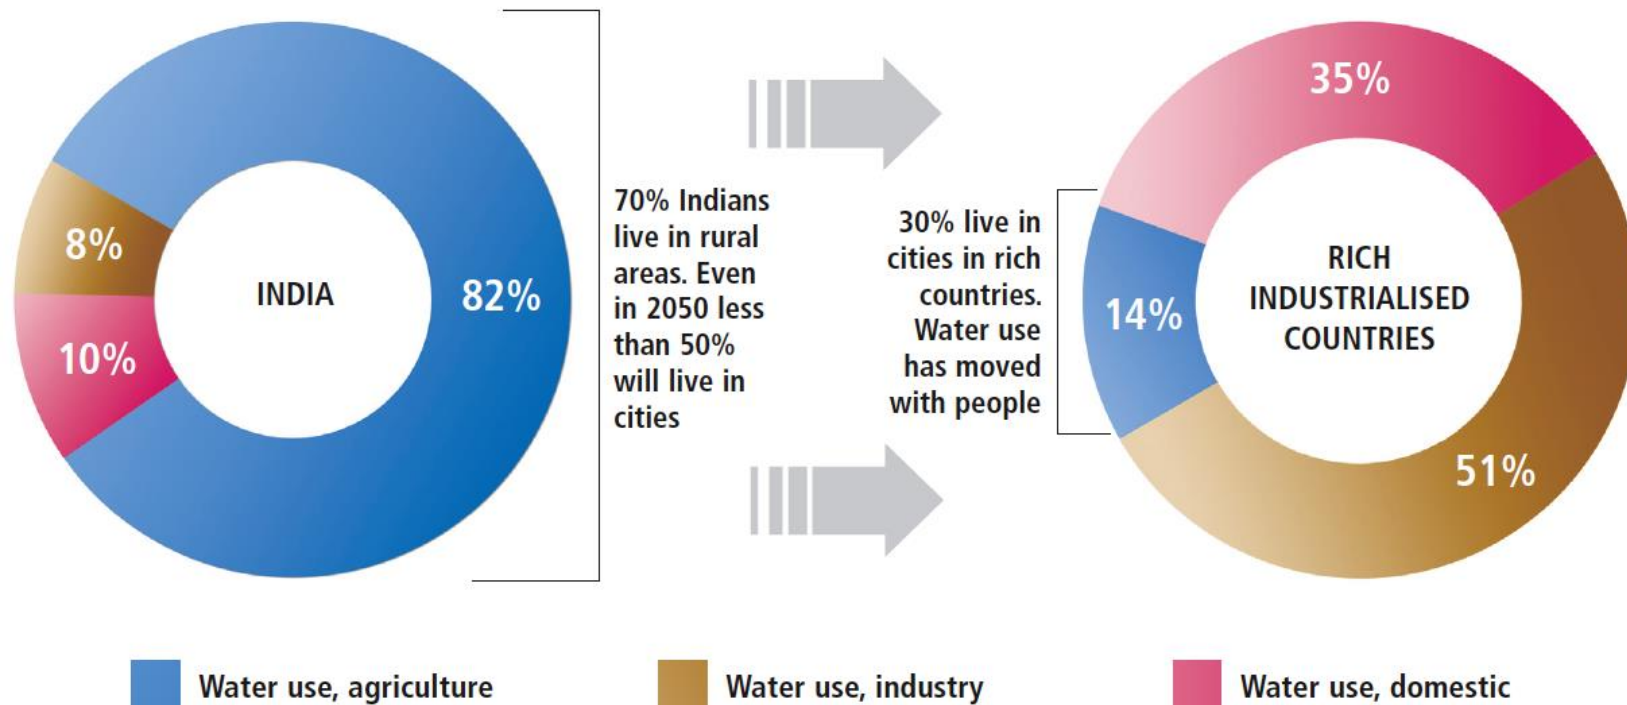 8%
10%
INDIA
82%
70% Indians
live in rural
areas. Even
in 2050 less
than 50%
will live in
cities
30% live in
cities in rich
countries.
Water use
has moved
with people
35%
14%
RICH
INDUSTRIALISED
COUNTRIES
51%
Water use, agriculture
Water use, industry
Water use, domestic